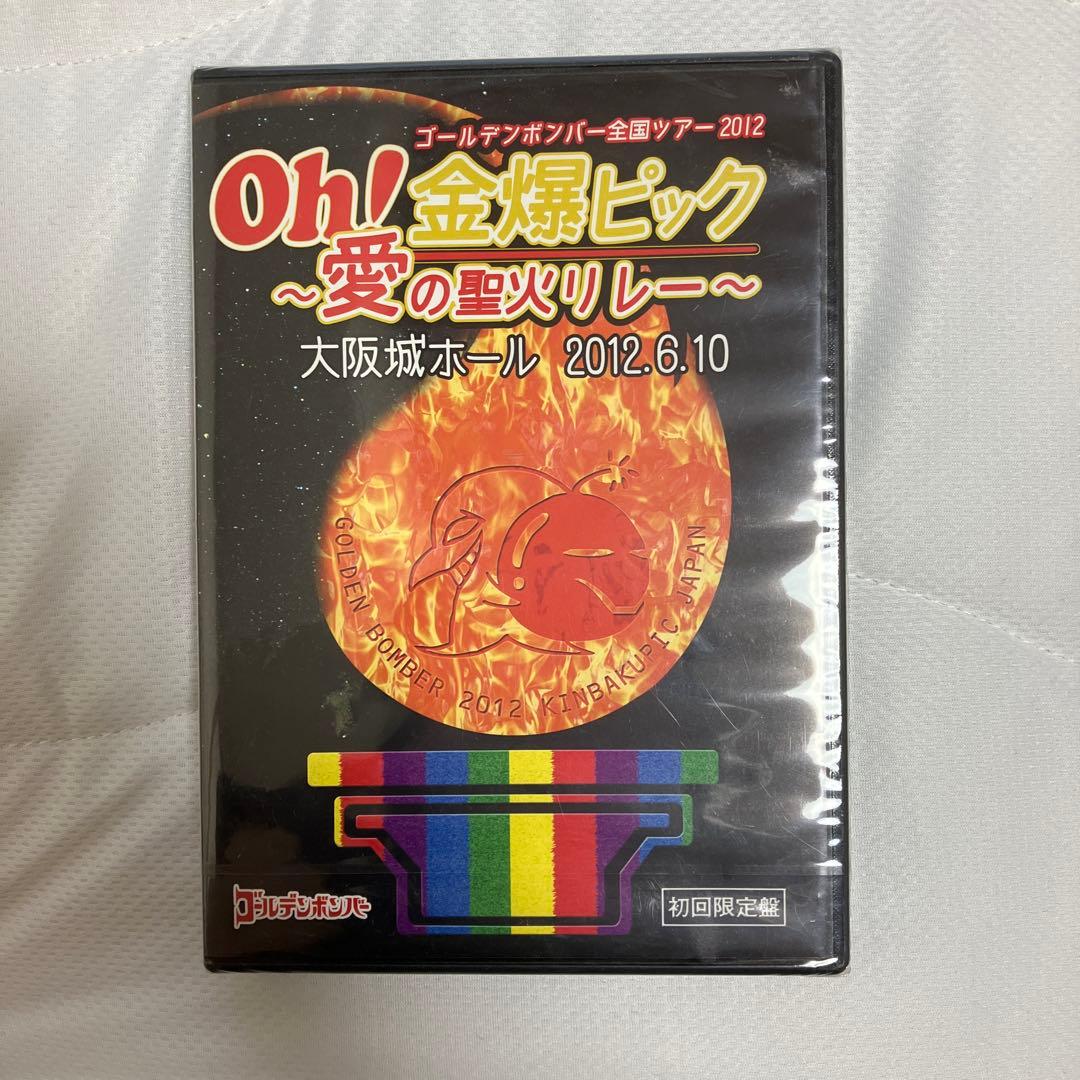 ゴールデンボンバー全国ツアー2012
Oh!金爆ピック
～愛の聖火リレー～
大阪城ホール 2012.6.10
GOLDEN BOMBER 2012 KINBAKUPIC JAPAN
ゴールデンボンバー
初回限定盤